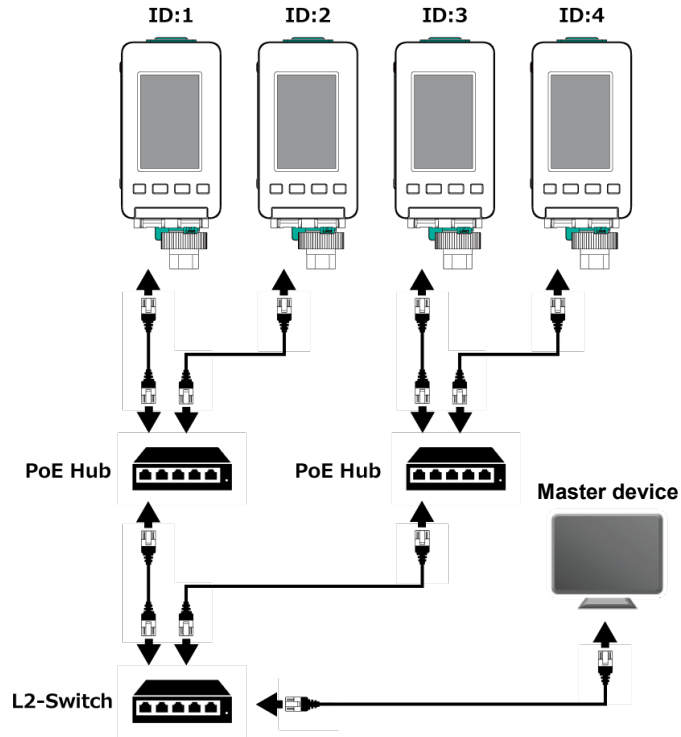 ID:1 ID:2 ID:3 ID:4
PoE Hub PoE Hub
Master device
L2-Switch